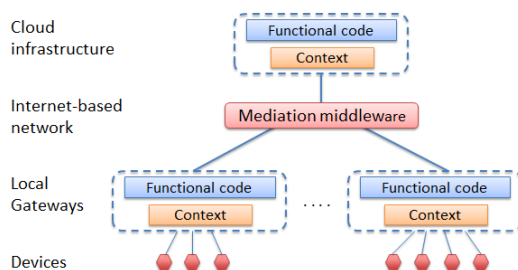 Cloud
infrastructure
Functional code
Context
Internet-based
network
Mediation middleware
Local
Gateways
Functional code
Context
....
Functional code
Context
Devices